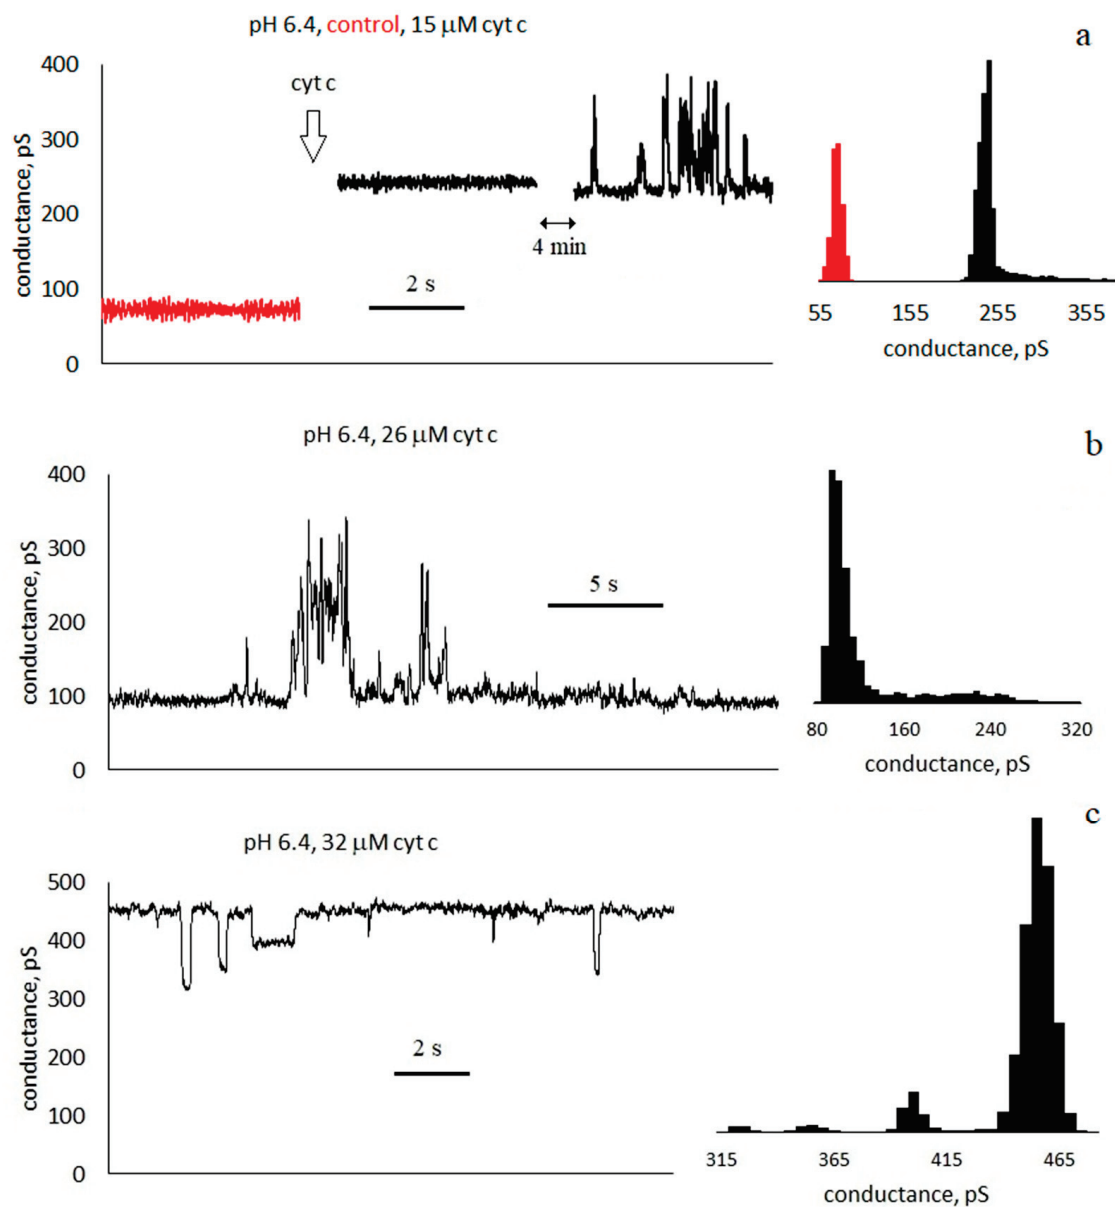 pH 6.4, control, 15 μM cyt c
a
400
300
200
100
0
conductance, pS
cyt c
4 min
2 s
55 155 255 355
conductance, pS
pH 6.4, 26 μM cyt c
b
400
300
200
100
0
conductance, pS
5 s
80 160 240 320
conductance, pS
pH 6.4, 32 μM cyt c
c
500
400
300
200
100
0
conductance, pS
2 s
315 365 415 465
conductance, pS